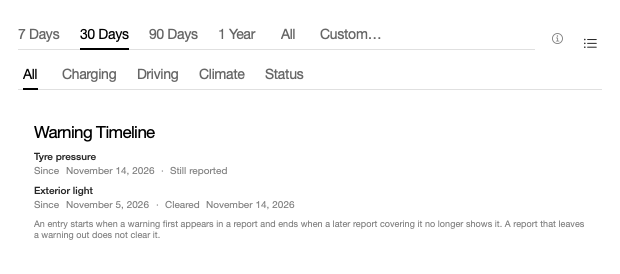 7 Days 30 Days 90 Days 1 Year All Custom…
All Charging Driving Climate Status
Warning Timeline
Tyre pressure
Since November 14, 2026 · Still reported
Exterior light
Since November 5, 2026 · Cleared November 14, 2026
An entry starts when a warning first appears in a report and ends when a later report covering it no longer shows it. A report that leaves
a warning out does not clear it.